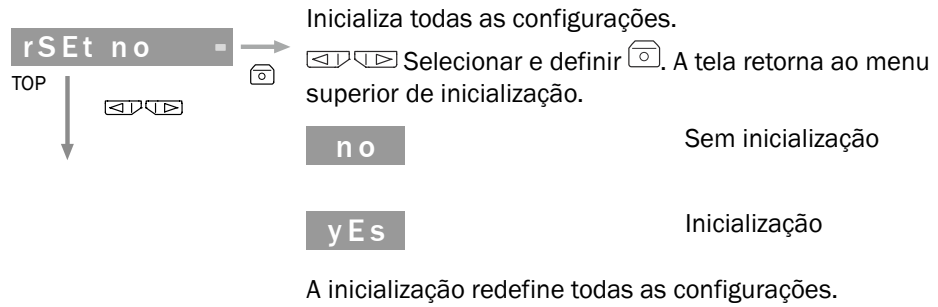 Inicializa todas as configurações.
rSEt no
TOP
Selecionar e definir . A tela retorna ao menu
superior de inicialização.
no
Sem inicialização
yEs
Inicialização
A inicialização redefine todas as configurações.